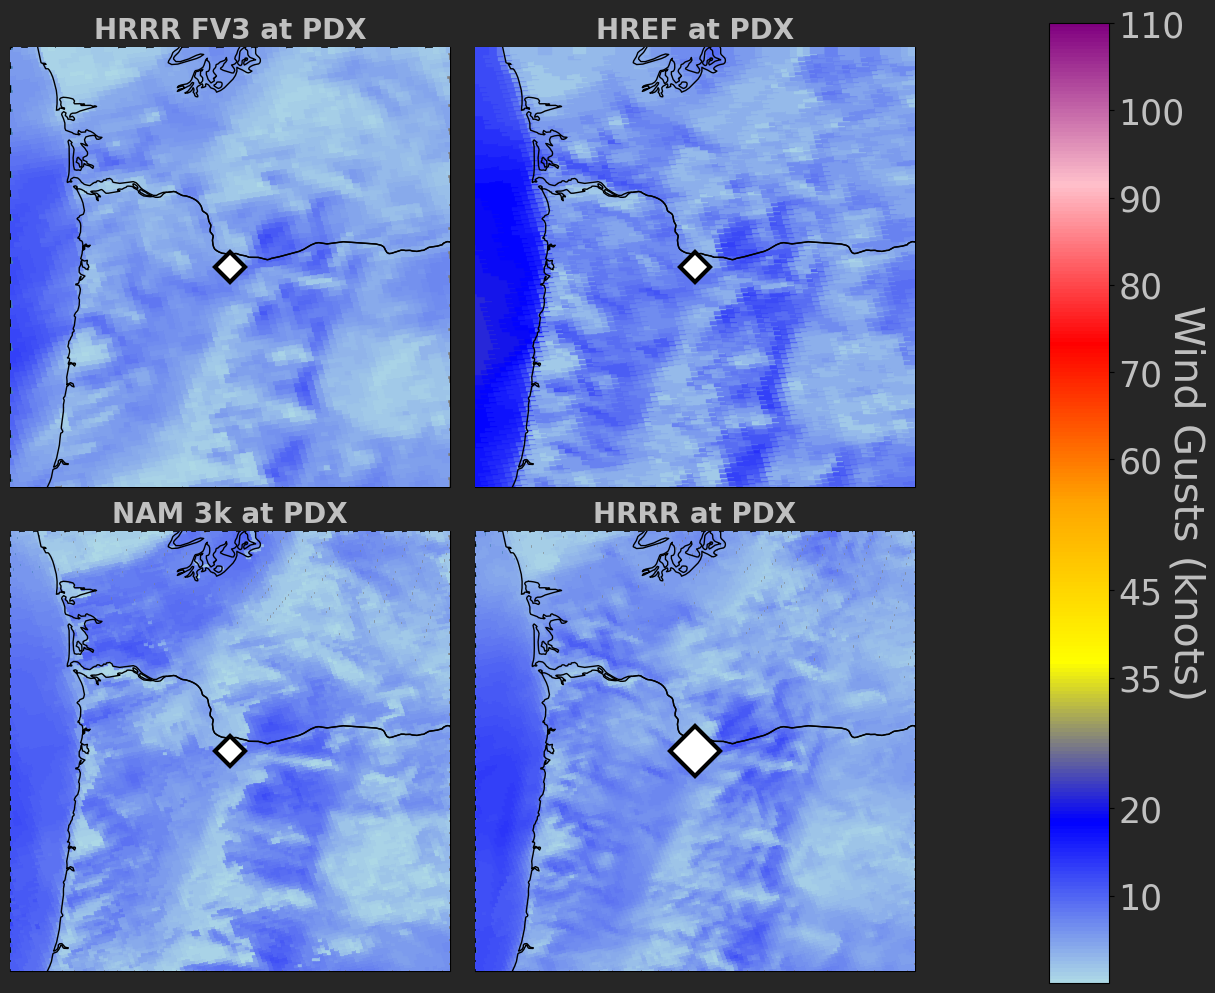 HRRR FV3 at PDX
HREF at PDX
NAM 3k at PDX
HRRR at PDX
110
100
90
80
70
60
45
35
20
10
Wind Gusts (knots)